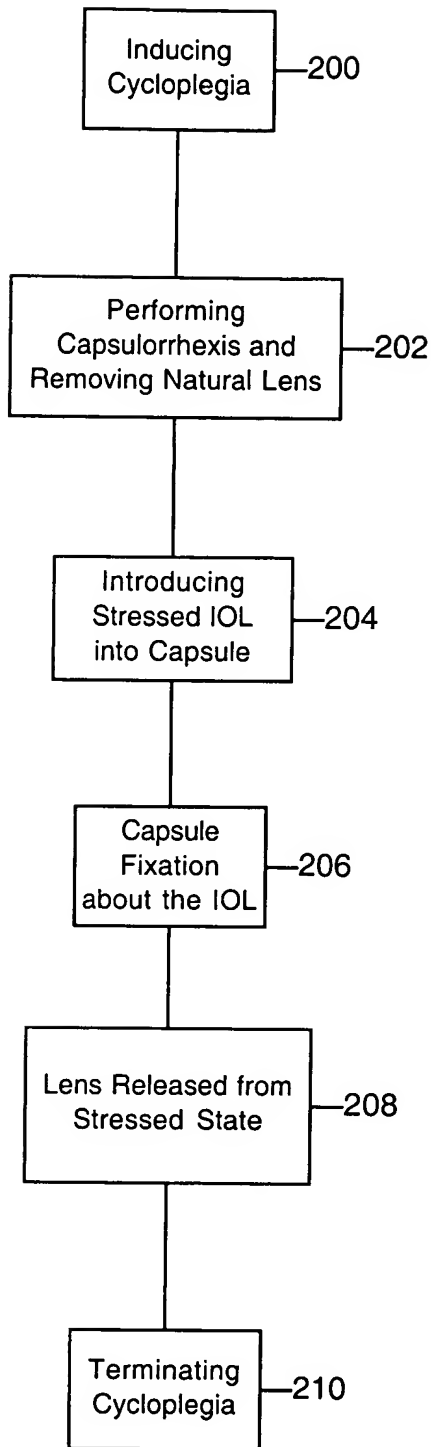 Inducing
Cycloplegia
200
Performing
Capsulorrhexis and
Removing Natural Lens
202
Introducing
Stressed IOL
into Capsule
204
Capsule
Fixation
about the IOL
206
Lens Released from
Stressed State
208
Terminating
Cycloplegia
210